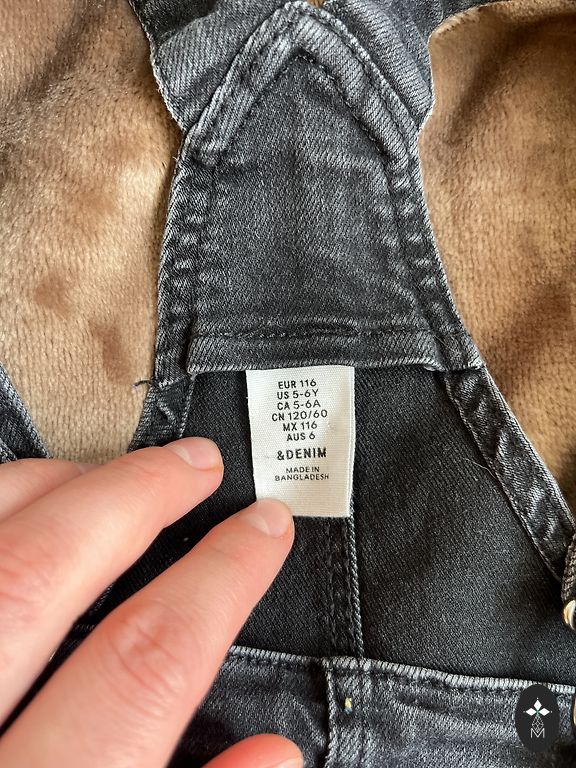 EUR 116
US 5-6Y
CA 5-6A
CN 120/60
MX 116
AUS 6
&DENIM
MADE IN
BANGLADESH
M